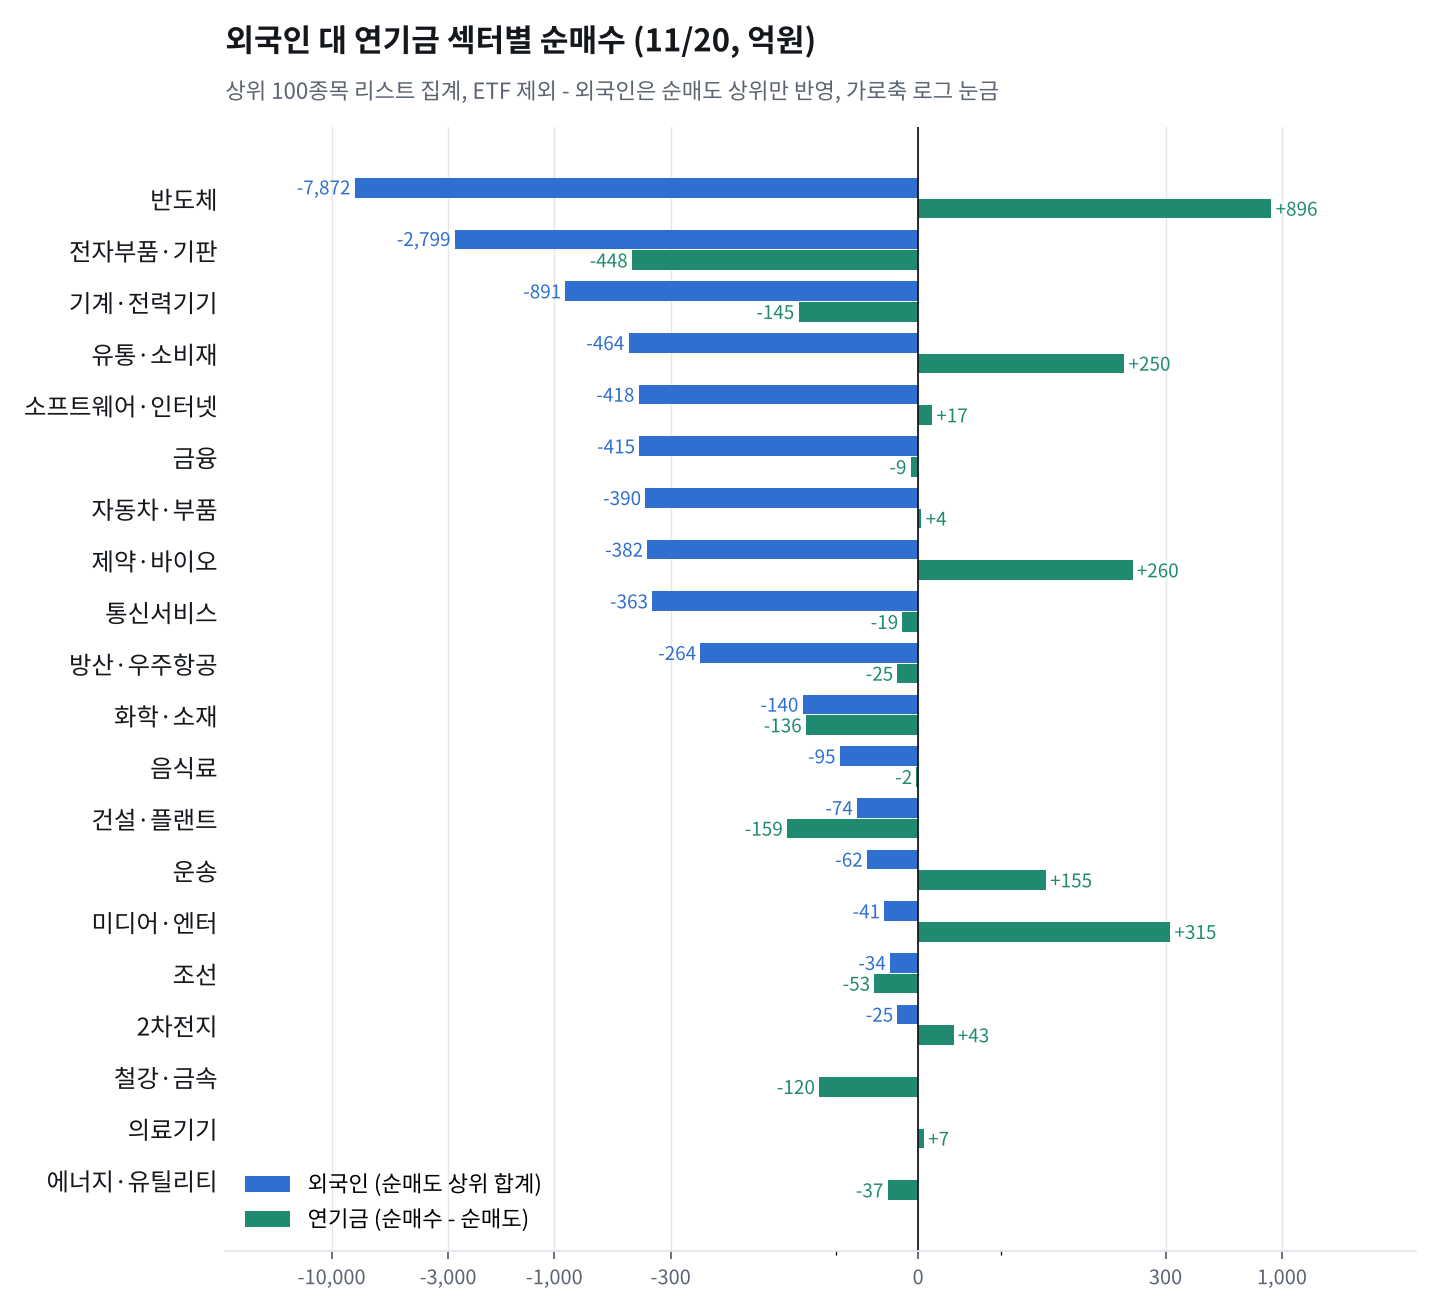 외국인 대 연기금 섹터별 순매수 (11/20, 억원)
상위 100종목 리스트 집계, ETF 제외 - 외국인은 순매도 상위만 반영, 가로축 로그 눈금
반도체 -7,872 +896
전자부품·기판 -2,799 -448
기계·전력기기 -891 -145
유통·소비재 -464 +250
소프트웨어·인터넷 -418 +17
금융 -415 -9
자동차·부품 -390 +4
제약·바이오 -382 +260
통신서비스 -363 -19
방산·우주항공 -264 -25
화학·소재 -140 -136
음식료 -95 -2
건설·플랜트 -74 -159
운송 -62 +155
미디어·엔터 -41 +315
조선 -34 -53
2차전지 -25 +43
철강·금속 -120
의료기기 +7
에너지·유틸리티 -37
외국인 (순매도 상위 합계)
연기금 (순매수 - 순매도)
-10,000 -3,000 -1,000 -300 0 300 1,000